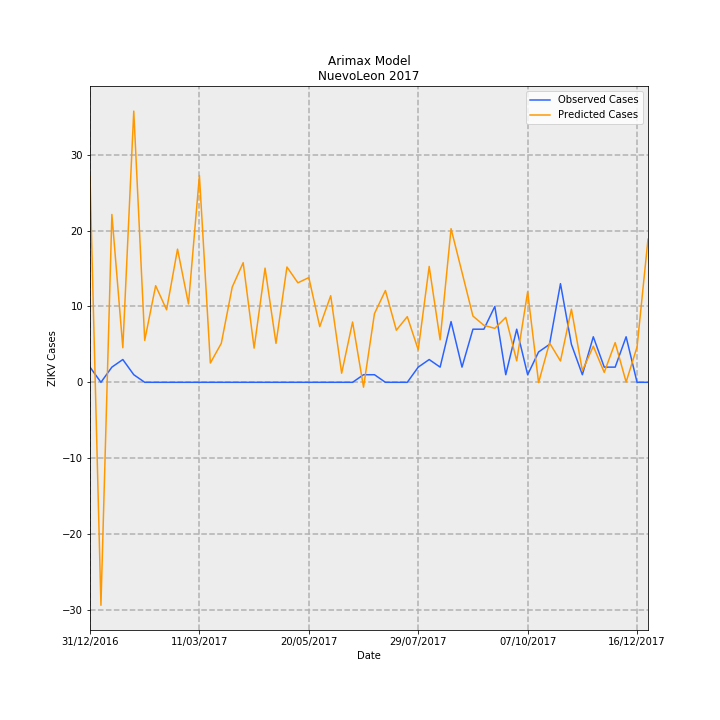 Arimax Model
NuevoLeon 2017
Observed Cases
Predicted Cases
ZIKV Cases
30
20
10
0
−10
−20
−30
31/12/2016
11/03/2017
20/05/2017
29/07/2017
07/10/2017
16/12/2017
Date